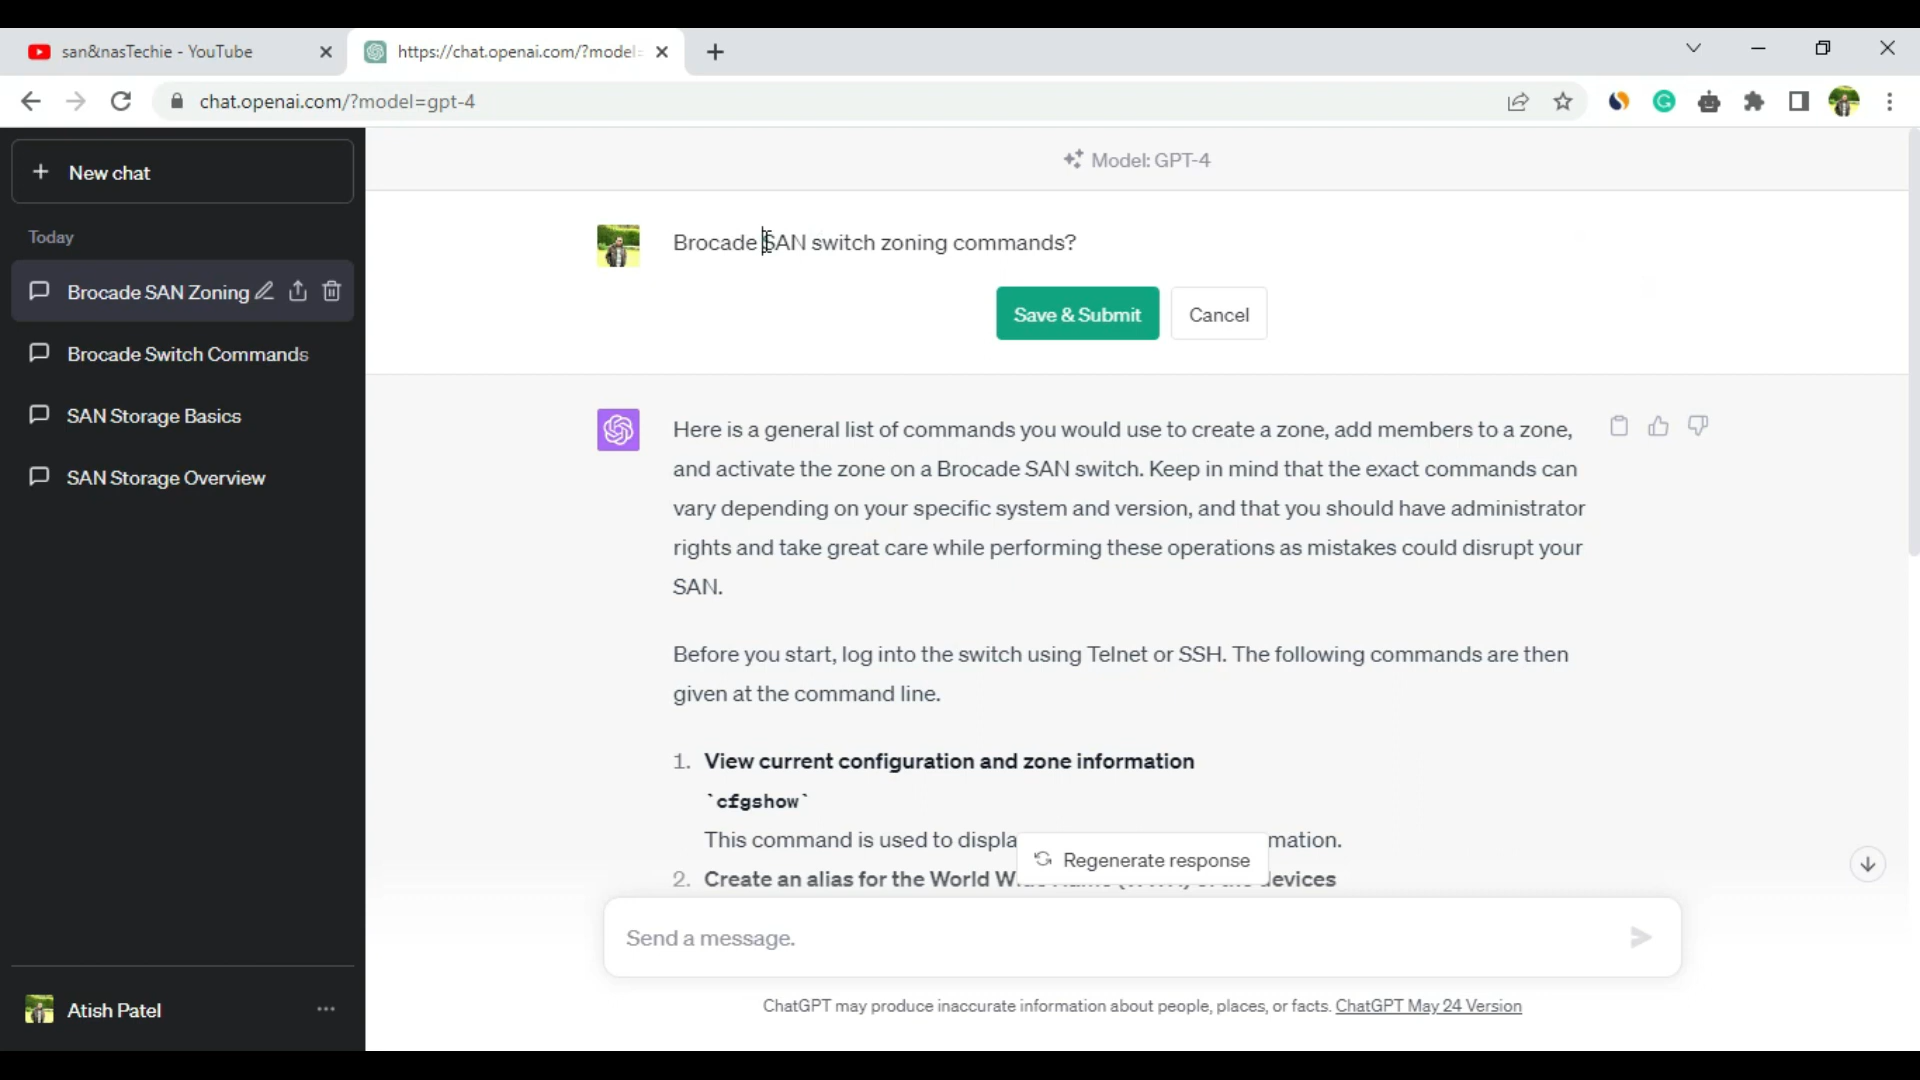 san&nasTechie - YouTube
https://chat.openai.com/?model=
chat.openai.com/?model=gpt-4
New chat
Today
Brocade SAN Zoning
Brocade Switch Commands
SAN Storage Basics
SAN Storage Overview
Atish Patel
Model: GPT-4
Brocade SAN switch zoning commands?
Save & Submit
Cancel
Here is a general list of commands you would use to create a zone, add members to a zone,
and activate the zone on a Brocade SAN switch. Keep in mind that the exact commands can
vary depending on your specific system and version, and that you should have administrator
rights and take great care while performing these operations as mistakes could disrupt your
SAN.
Before you start, log into the switch using Telnet or SSH. The following commands are then
given at the command line.
1. View current configuration and zone information
`cfgshow`
This command is used to displa mation.
Regenerate response
2. Create an alias for the World devices
Send a message.
ChatGPT may produce inaccurate information about people, places, or facts. ChatGPT May 24 Version